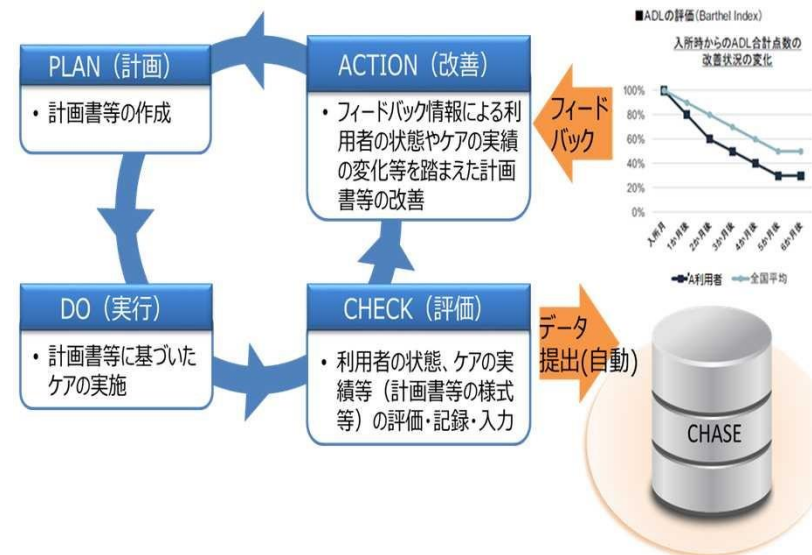 PLAN（計画）
・ 計画書等の作成
ACTION（改善）
・ フィードバック情報による利
用者の状態やケアの実績
の変化等を踏まえた計画
書等の改善
フィード
バック
■ADLの評価（Barthel Index）
入所時からのADL合計点数の
改善状況の変化
100%
80%
60%
40%
20%
0%
入所月
1か月後
2か月後
3か月後
4か月後
5か月後
6か月後
A利用者
全国平均
DO（実行）
・ 計画書等に基づいた
ケアの実施
CHECK（評価）
・ 利用者の状態、ケアの実
績等（計画書等の様式
等）の評価・記録・入力
データ
提出(自動)
CHASE